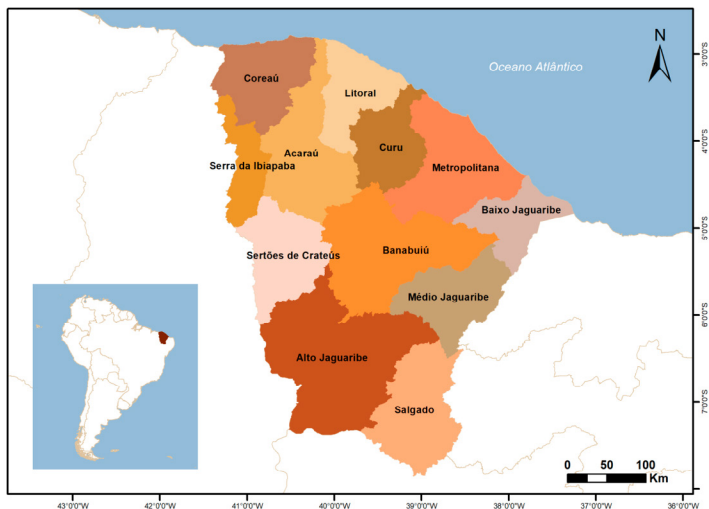 N
Oceano Atlântico
Coreaú
Litoral
Curu
Acaraú
Serra da Ibiapaba
Metropolitana
Baixo Jaguaribe
Banabuiú
Sertões de Crateús
Médio Jaguaribe
Alto Jaguaribe
Salgado
0 50 100
Km
3°0'0"S
4°0'0"S
5°0'0"S
6°0'0"S
7°0'0"S
43°0'0"W 42°0'0"W 41°0'0"W 40°0'0"W 39°0'0"W 38°0'0"W 37°0'0"W 36°0'0"W